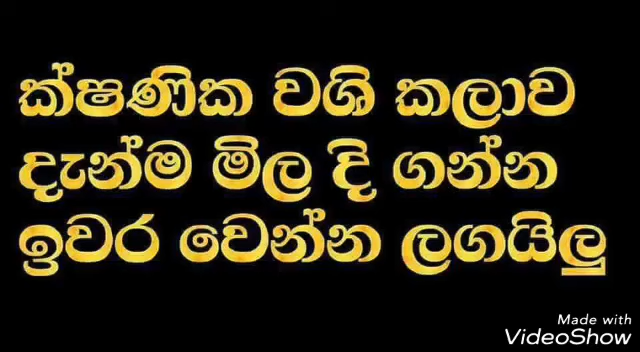 ක්ෂණික වශි කලාව
දැන්ම මිල දි ගන්න
ඉවර වෙන්න ලගයිලු
Made with
VideoShow